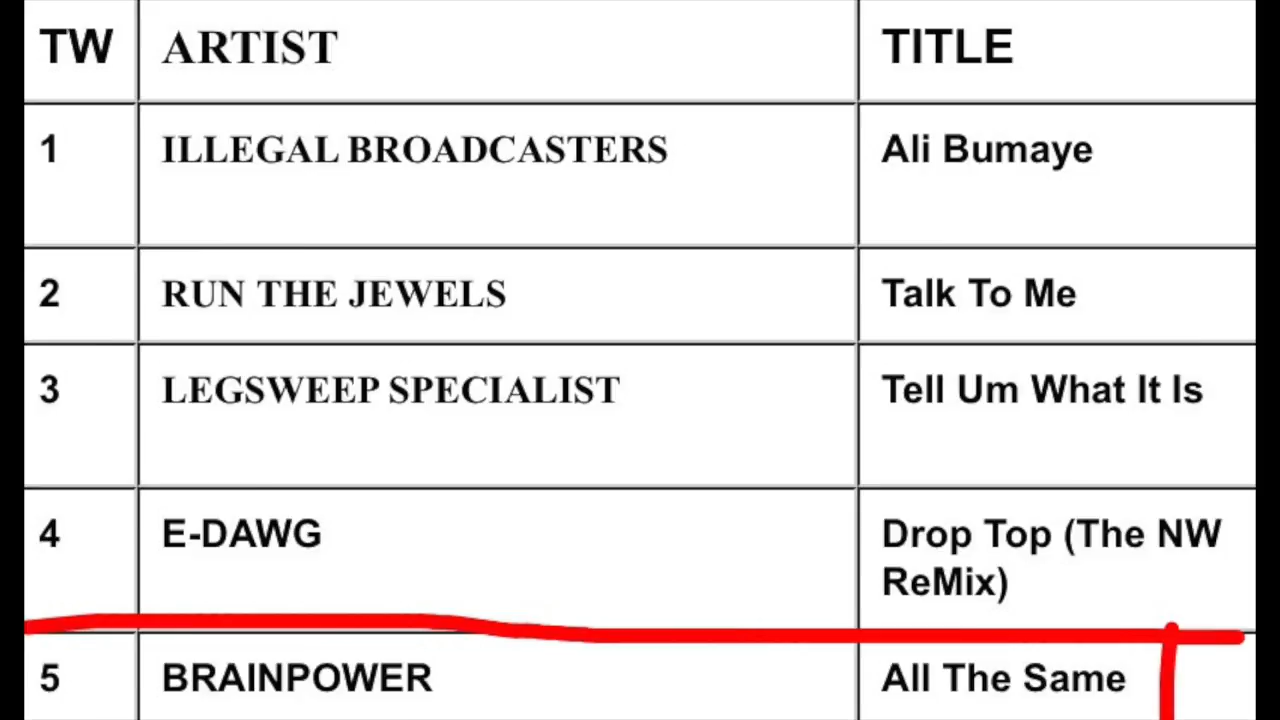 TW ARTIST TITLE
1 ILLEGAL BROADCASTERS Ali Bumaye
2 RUN THE JEWELS Talk To Me
3 LEGSWEEP SPECIALIST Tell Um What It Is
4 E-DAWG Drop Top (The NW
ReMix)
5 BRAINPOWER All The Same